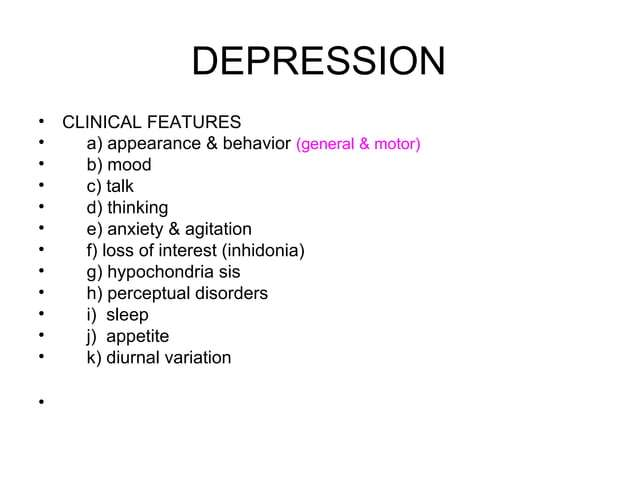 DEPRESSION
• CLINICAL FEATURES
• a) appearance & behavior (general & motor)
• b) mood
• c) talk
• d) thinking
• e) anxiety & agitation
• f) loss of interest (inhidonia)
• g) hypochondria sis
• h) perceptual disorders
• i) sleep
• j) appetite
• k) diurnal variation
•